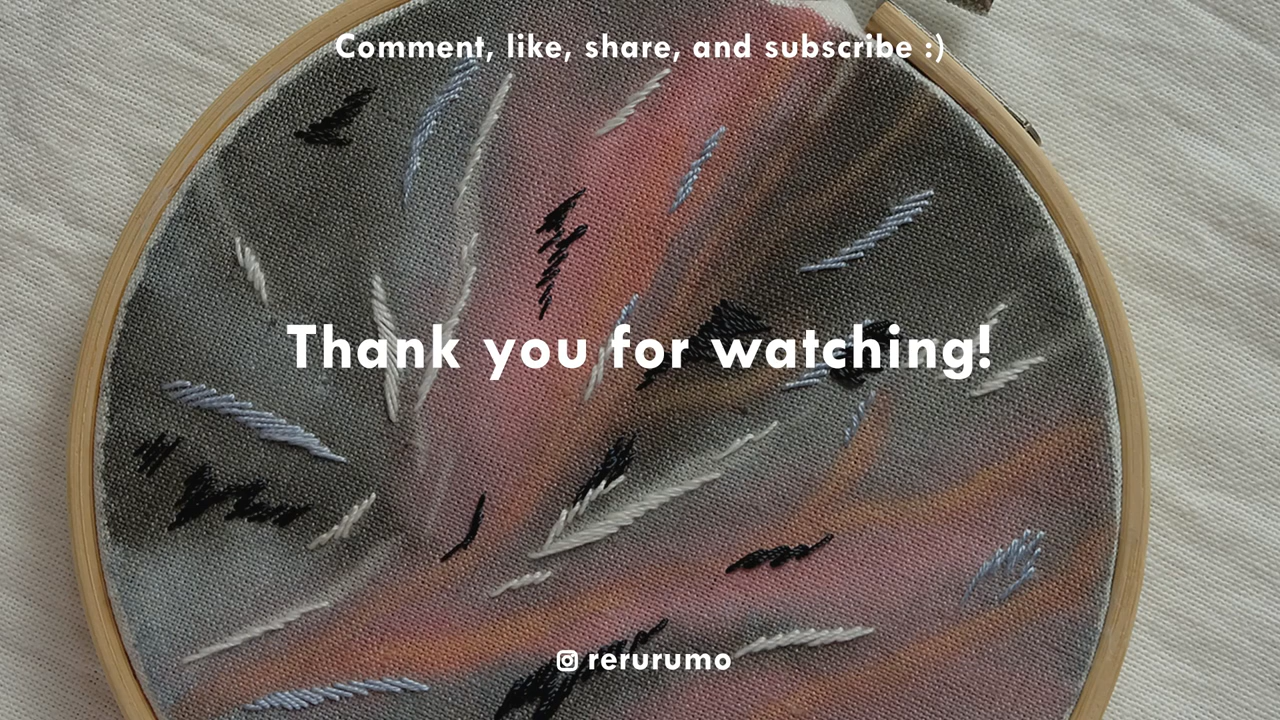 Comment, like, share, and subscribe :)
Thank you for watching!
rerurumo